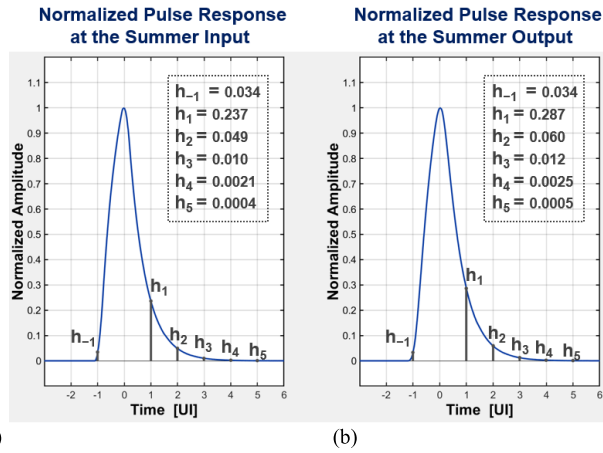 Normalized Pulse Response
at the Summer Input
Normalized Amplitude
1.1
1
0.9
0.8
0.7
0.6
0.5
0.4
0.3
0.2
0.1
0
h₋₁ = 0.034
h₁ = 0.237
h₂ = 0.049
h₃ = 0.010
h₄ = 0.0021
h₅ = 0.0004
h₋₁
h₁
h₂
h₃
h₄
h₅
-2 -1 0 1 2 3 4 5 6
Time [UI]
)
Normalized Pulse Response
at the Summer Output
Normalized Amplitude
1.1
1
0.9
0.8
0.7
0.6
0.5
0.4
0.3
0.2
0.1
0
h₋₁ = 0.034
h₁ = 0.287
h₂ = 0.060
h₃ = 0.012
h₄ = 0.0025
h₅ = 0.0005
h₋₁
h₁
h₂
h₃
h₄
h₅
-2 -1 0 1 2 3 4 5 6
Time [UI]
(b)